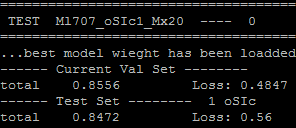 ==============================
TEST  Ml707_oSIc1_Mx20  ----  0
==============================
...best model wieght has been loadded
------ Current Val Set --------
total     0.8556        Loss: 0.4847
------ Test Set --------   1 oSIc
total     0.8472        Loss: 0.56